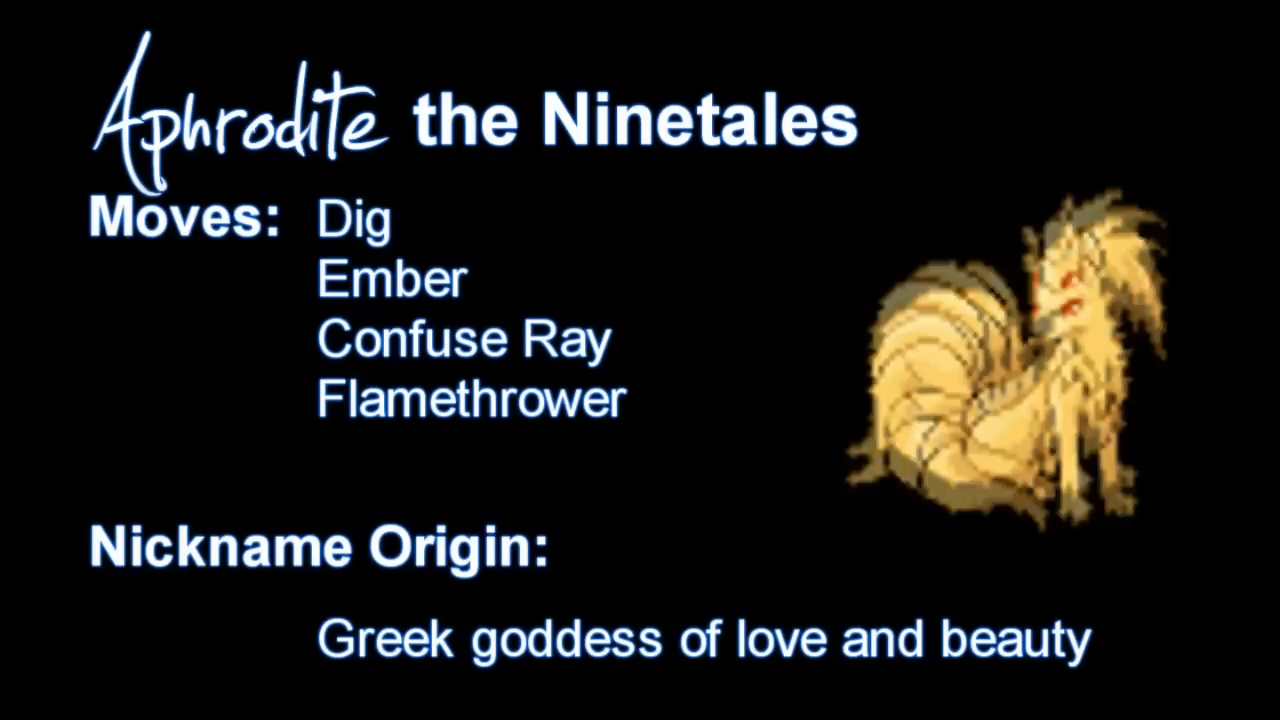 Aphrodite the Ninetales
Moves: Dig
Ember
Confuse Ray
Flamethrower
Nickname Origin:
Greek goddess of love and beauty